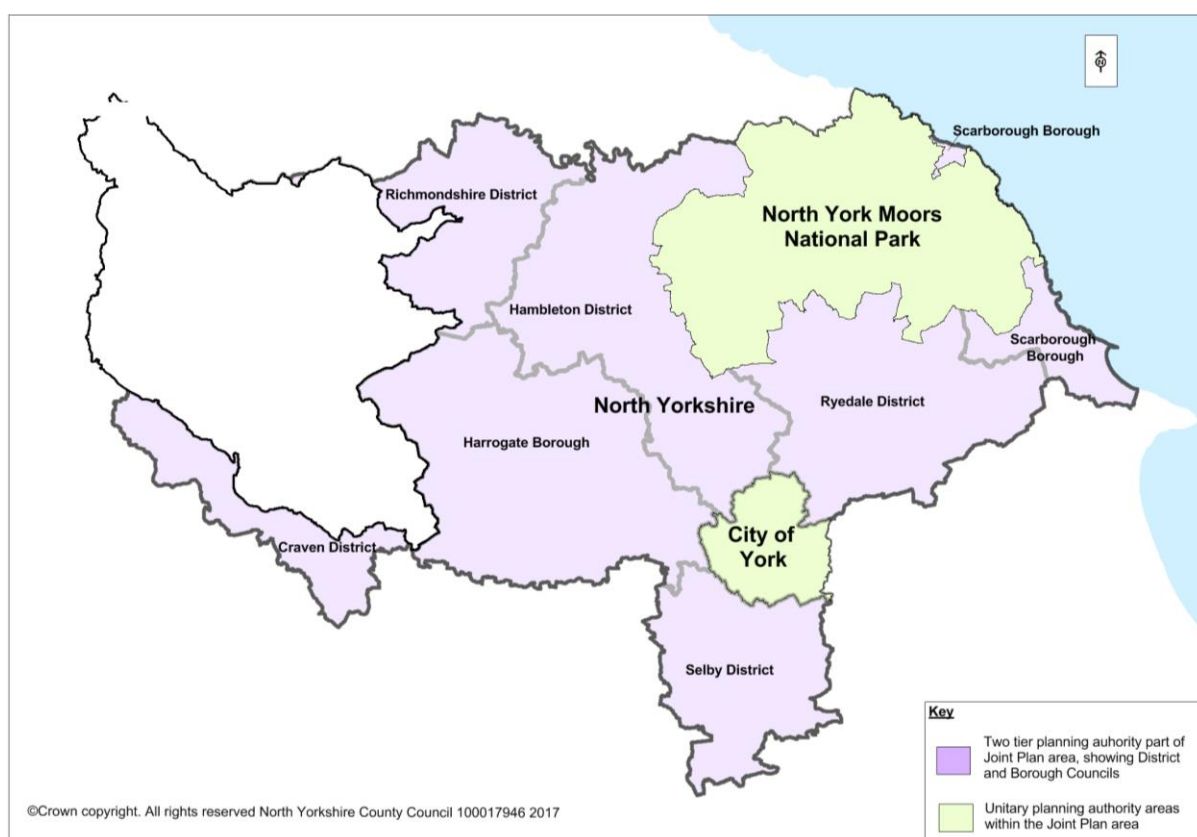 N
Scarborough Borough
Richmondshire District
North York Moors
National Park
Hambleton District
Scarborough
Borough
North Yorkshire
Ryedale District
Harrogate Borough
City of
York
Craven District
Selby District
Key
Two tier planning auhority part of
Joint Plan area, showing District
and Borough Councils
Unitary planning authority areas
within the Joint Plan area
©Crown copyright. All rights reserved North Yorkshire County Council 100017946 2017